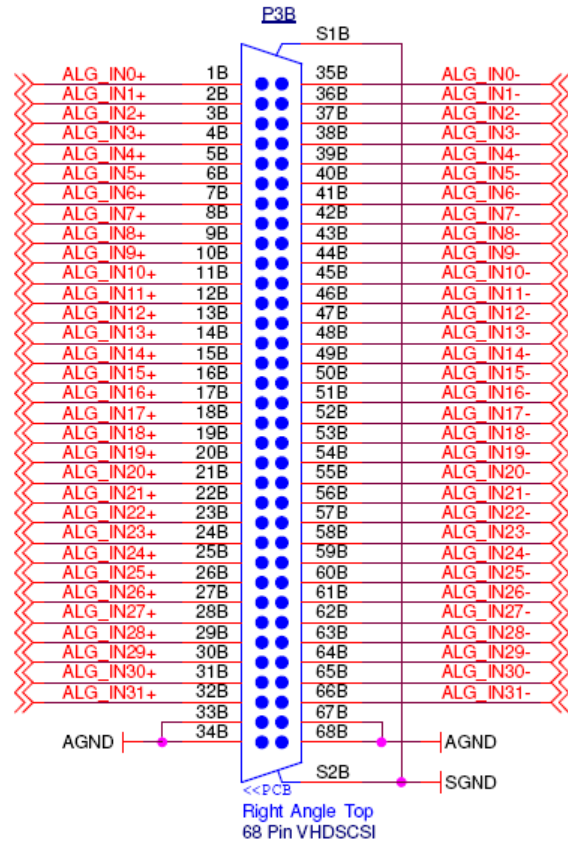 P3B
S1B
ALG_IN0+ 1B 35B ALG_IN0-
ALG_IN1+ 2B 36B ALG_IN1-
ALG_IN2+ 3B 37B ALG_IN2-
ALG_IN3+ 4B 38B ALG_IN3-
ALG_IN4+ 5B 39B ALG_IN4-
ALG_IN5+ 6B 40B ALG_IN5-
ALG_IN6+ 7B 41B ALG_IN6-
ALG_IN7+ 8B 42B ALG_IN7-
ALG_IN8+ 9B 43B ALG_IN8-
ALG_IN9+ 10B 44B ALG_IN9-
ALG_IN10+ 11B 45B ALG_IN10-
ALG_IN11+ 12B 46B ALG_IN11-
ALG_IN12+ 13B 47B ALG_IN12-
ALG_IN13+ 14B 48B ALG_IN13-
ALG_IN14+ 15B 49B ALG_IN14-
ALG_IN15+ 16B 50B ALG_IN15-
ALG_IN16+ 17B 51B ALG_IN16-
ALG_IN17+ 18B 52B ALG_IN17-
ALG_IN18+ 19B 53B ALG_IN18-
ALG_IN19+ 20B 54B ALG_IN19-
ALG_IN20+ 21B 55B ALG_IN20-
ALG_IN21+ 22B 56B ALG_IN21-
ALG_IN22+ 23B 57B ALG_IN22-
ALG_IN23+ 24B 58B ALG_IN23-
ALG_IN24+ 25B 59B ALG_IN24-
ALG_IN25+ 26B 60B ALG_IN25-
ALG_IN26+ 27B 61B ALG_IN26-
ALG_IN27+ 28B 62B ALG_IN27-
ALG_IN28+ 29B 63B ALG_IN28-
ALG_IN29+ 30B 64B ALG_IN29-
ALG_IN30+ 31B 65B ALG_IN30-
ALG_IN31+ 32B 66B ALG_IN31-
33B 67B
AGND 34B 68B AGND
S2B SGND
<<PCB
Right Angle Top
68 Pin VHDSCSI